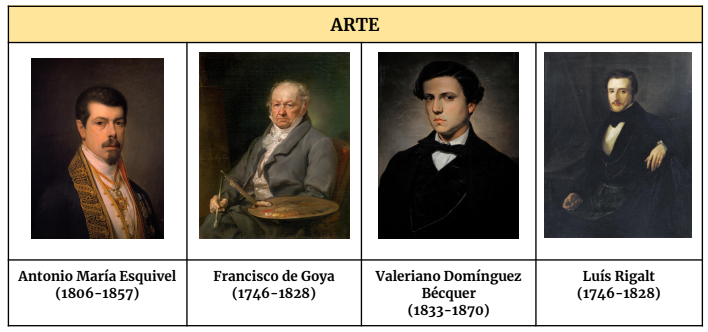 ARTE
Antonio María Esquivel
(1806-1857)
Francisco de Goya
(1746-1828)
Valeriano Domínguez
Bécquer
(1833-1870)
Luís Rigalt
(1746-1828)